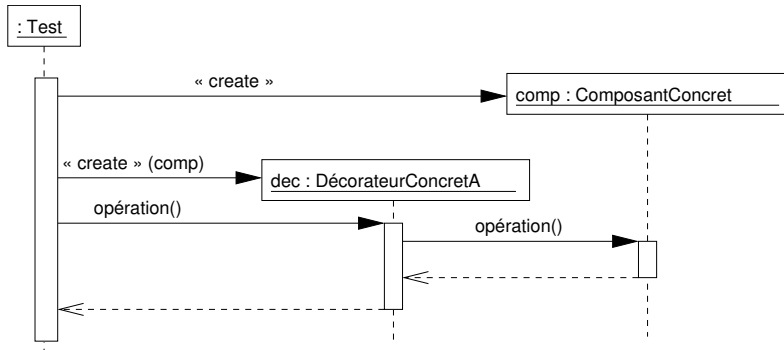 : Test
« create »
comp : ComposantConcret
« create » (comp)
dec : DécorateurConcretA
opération()
opération()